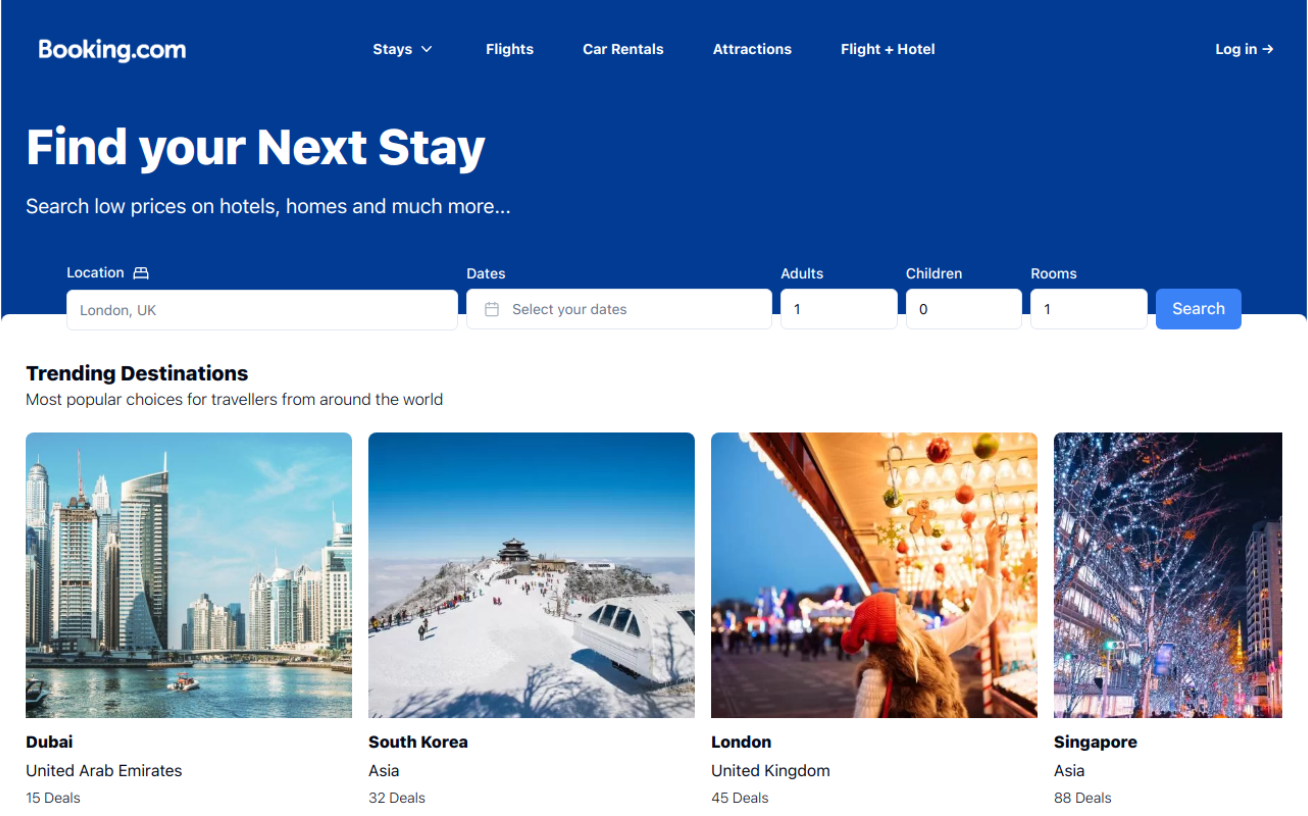 Booking.com
Stays
Flights
Car Rentals
Attractions
Flight + Hotel
Log in →
Find your Next Stay
Search low prices on hotels, homes and much more...
Location
Dates
Adults
Children
Rooms
London, UK
Select your dates
1
0
1
Search
Trending Destinations
Most popular choices for travellers from around the world
Dubai
United Arab Emirates
15 Deals
South Korea
Asia
32 Deals
London
United Kingdom
45 Deals
Singapore
Asia
88 Deals